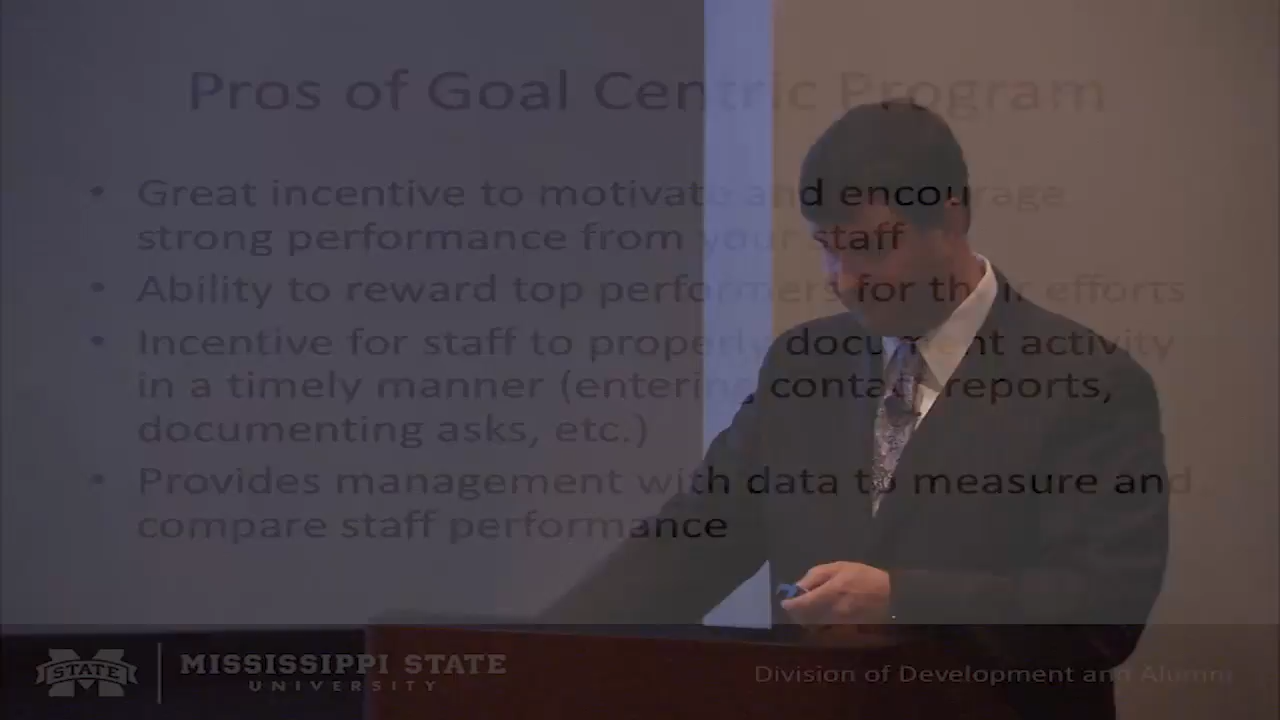 Pros of Goal Centric Program
• Great incentive to motivate and encourage
strong performance from your staff
• Ability to reward top performers for their efforts
• Incentive for staff to properly document activity
in a timely manner (entering contact reports,
documenting asks, etc.)
• Provides management with data to measure and
compare staff performance
STATE
MISSISSIPPI STATE
UNIVERSITY
Division of Development and Alumni